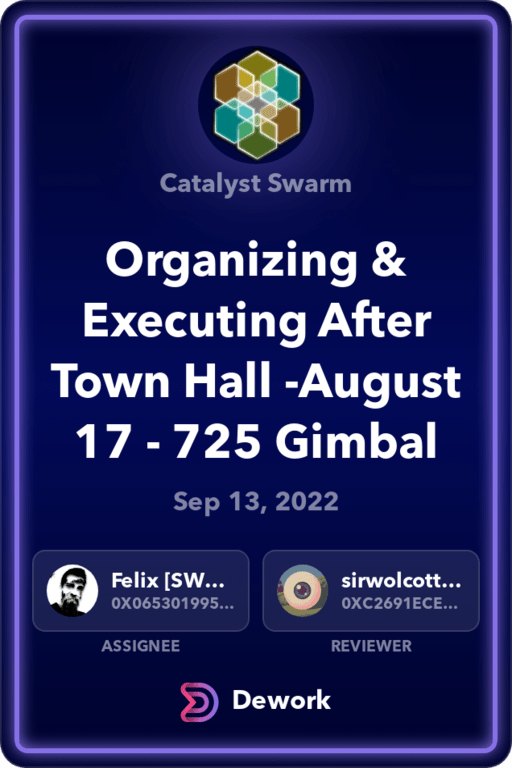 Catalyst Swarm
Organizing &
Executing After
Town Hall -August
17 - 725 Gimbal
Sep 13, 2022
Felix [SW...
0X065301995...
ASSIGNEE
sirwolcott...
0XC2691ECE...
REVIEWER
Dework